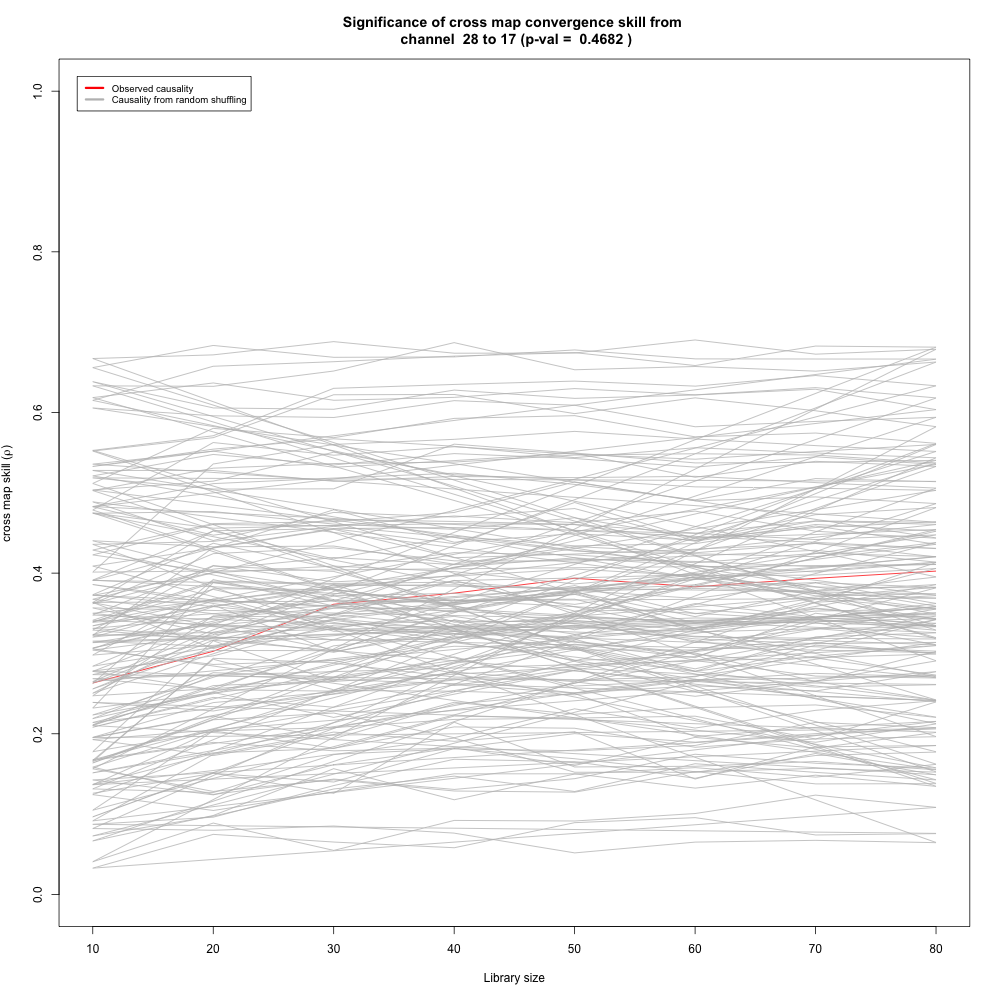 Significance of cross map convergence skill from
channel  28 to 17 (p-val =  0.4682 )
Observed causality
Causality from random shuffling
cross map skill (ρ)
1.0
0.8
0.6
0.4
0.2
0.0
10 20 30 40 50 60 70 80
Library size